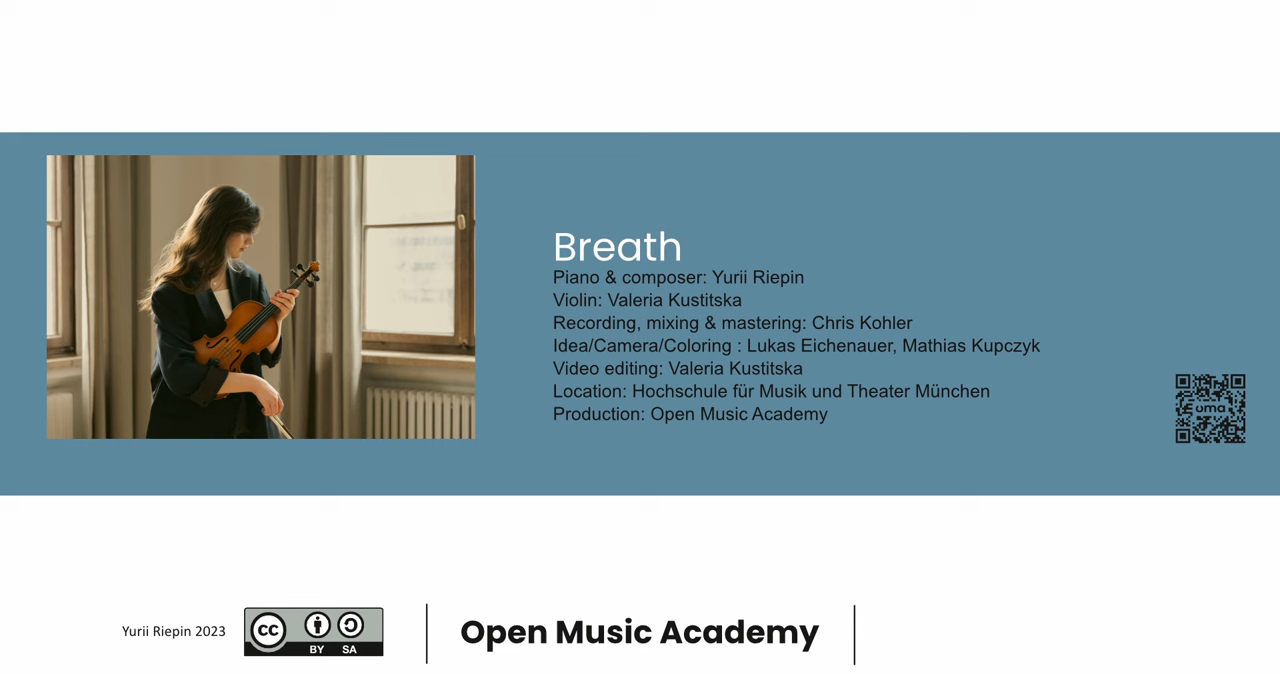 Breath
Piano & composer: Yurii Riepin
Violin: Valeria Kustitska
Recording, mixing & mastering: Chris Kohler
Idea/Camera/Coloring : Lukas Eichenauer, Mathias Kupczyk
Video editing: Valeria Kustitska
Location: Hochschule für Musik und Theater München
Production: Open Music Academy
oma
Yurii Riepin 2023
cc
BY SA
Open Music Academy